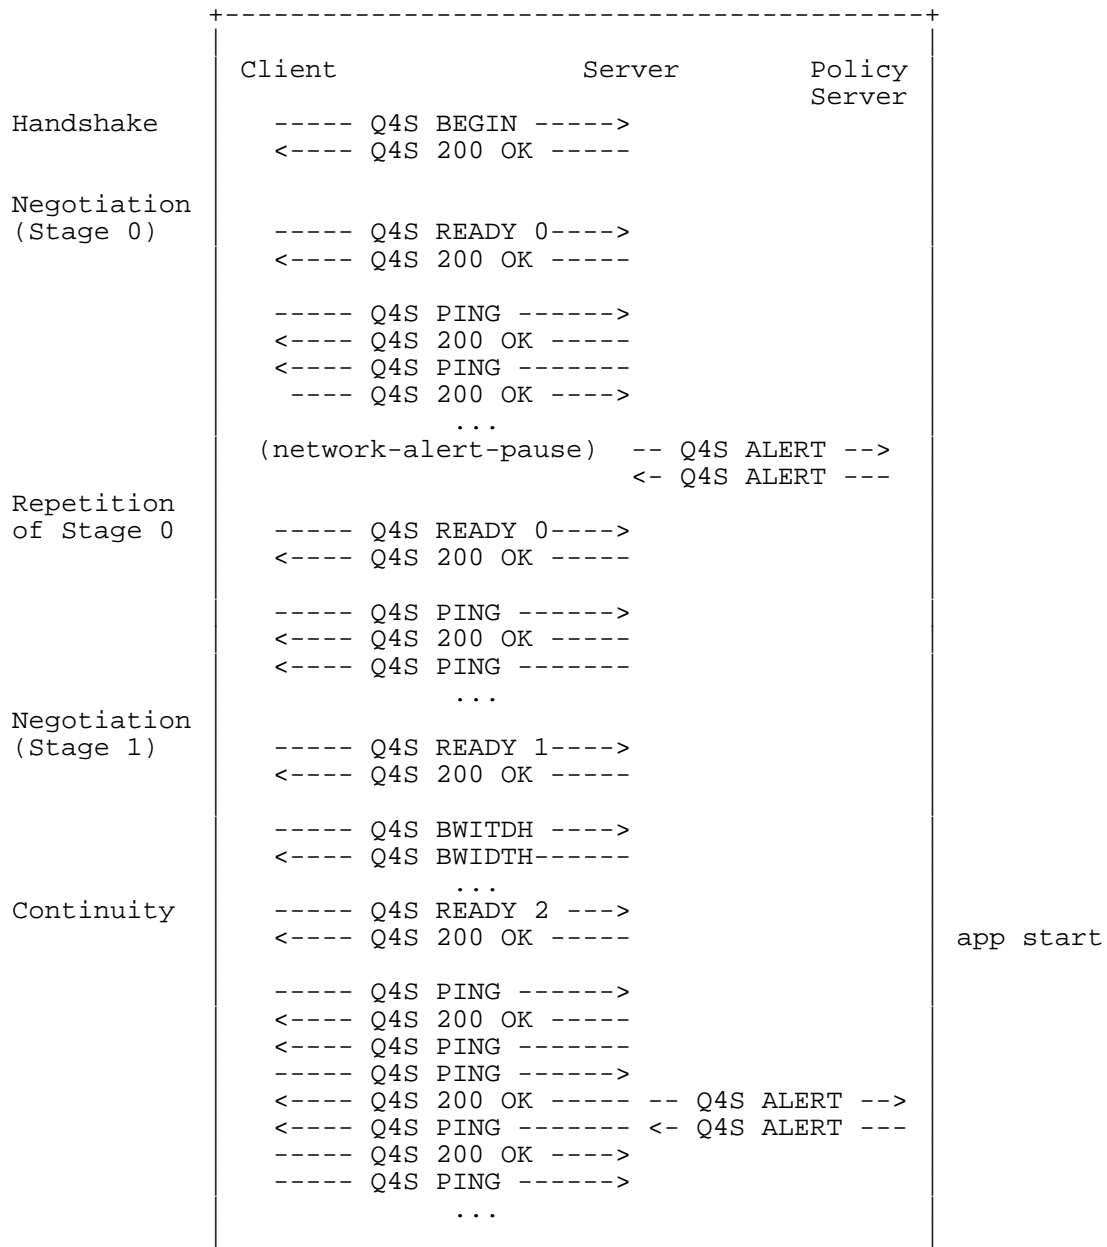 +-------------------------------------------+
|                                           |
| Client               Server        Policy |
|                                    Server |
Handshake | ----- Q4S BEGIN -----> |
| <---- Q4S 200 OK ----- |
Negotiation |
(Stage 0) | ----- Q4S READY 0----> |
| <---- Q4S 200 OK ----- |
| ----- Q4S PING ------> |
| <---- Q4S 200 OK ----- |
| <---- Q4S PING ------- |
| ---- Q4S 200 OK ----> |
| ... |
| (network-alert-pause) -- Q4S ALERT --> |
| <- Q4S ALERT --- |
Repetition |
of Stage 0 | ----- Q4S READY 0----> |
| <---- Q4S 200 OK ----- |
| ----- Q4S PING ------> |
| <---- Q4S 200 OK ----- |
| <---- Q4S PING ------- |
| ... |
Negotiation |
(Stage 1) | ----- Q4S READY 1----> |
| <---- Q4S 200 OK ----- |
| ----- Q4S BWITDH ----> |
| <---- Q4S BWIDTH------ |
| ... |
Continuity | ----- Q4S READY 2 ---> |
| <---- Q4S 200 OK ----- | app start
| ----- Q4S PING ------> |
| <---- Q4S 200 OK ----- |
| <---- Q4S PING ------- |
| ----- Q4S PING ------> |
| <---- Q4S 200 OK ----- -- Q4S ALERT --> |
| <---- Q4S PING ------- <- Q4S ALERT --- |
| ----- Q4S 200 OK ----> |
| ----- Q4S PING ------> |
| ... |